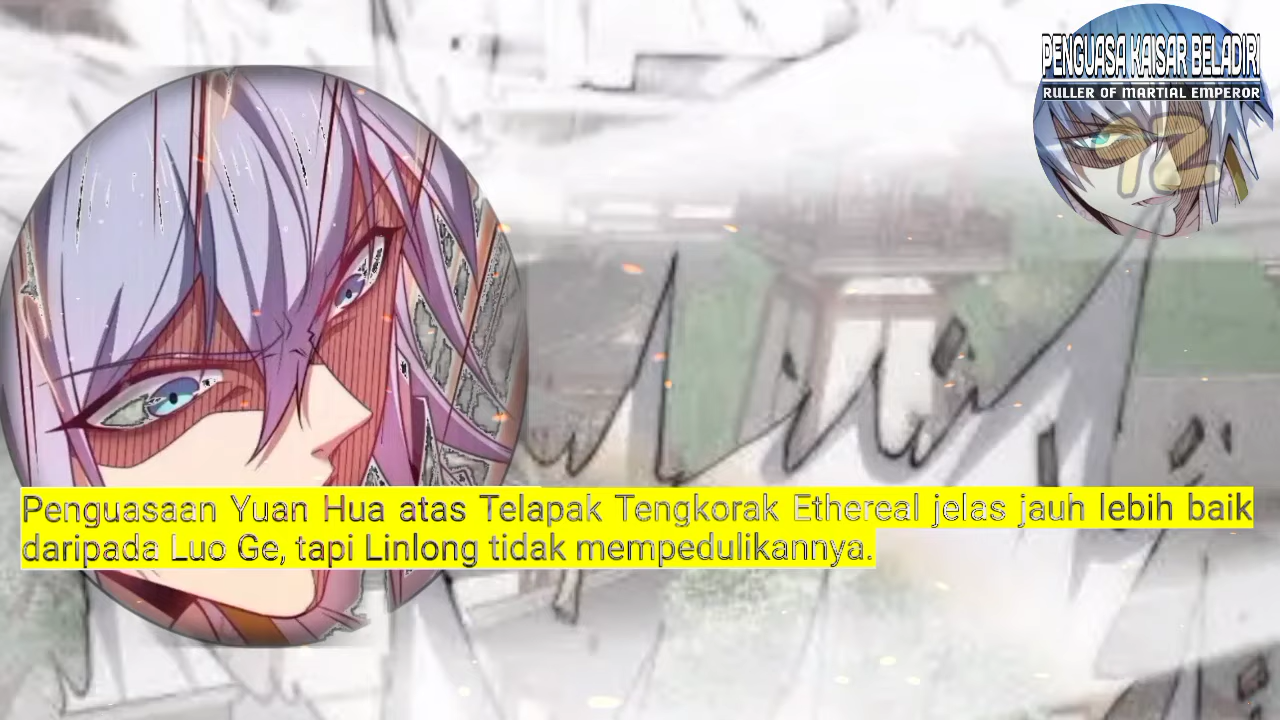 PENGUASA KAISAR BELADIRI
RULLER OF MARTIAL EMPEROR
12
Penguasaan Yuan Hua atas Telapak Tengkorak Ethereal jelas jauh lebih baik
daripada Luo Ge, tapi Linlong tidak mempedulikannya.